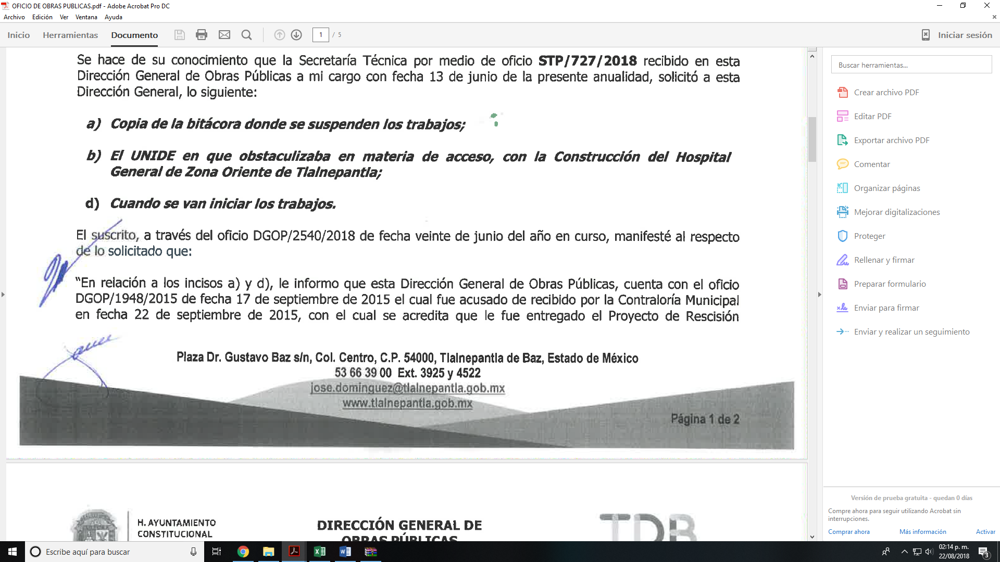 OFICIO DE OBRAS PUBLICAS.pdf - Adobe Acrobat Pro DC
Archivo Edición Ver Ventana Ayuda
Inicio Herramientas Documento 1 / 5 Iniciar sesión
Se hace de su conocimiento que la Secretaría Técnica por medio de oficio STP/727/2018 recibido en esta
Dirección General de Obras Públicas a mi cargo con fecha 13 de junio de la presente anualidad, solicitó a esta
Dirección General, lo siguiente:
a) Copia de la bitácora donde se suspenden los trabajos;
b) El UNIDE en que obstaculizaba en materia de acceso, con la Construcción del Hospital
General de Zona Oriente de Tlalnepantla;
d) Cuando se van iniciar los trabajos.
El suscrito, a través del oficio DGOP/2540/2018 de fecha veinte de junio del año en curso, manifesté al respecto
de lo solicitado que:
“En relación a los incisos a) y d), le informo que esta Dirección General de Obras Públicas, cuenta con el oficio
DGOP/1948/2015 de fecha 17 de septiembre de 2015 el cual fue acusado de recibido por la Contraloría Municipal
en fecha 22 de septiembre de 2015, con el cual se acredita que le fue entregado el Proyecto de Rescisión
Plaza Dr. Gustavo Baz s/n, Col. Centro, C.P. 54000, Tlalnepantla de Baz, Estado de México
53 66 39 00 Ext. 3925 y 4522
jose.dominguez@tlalnepantla.gob.mx
www.tlalnepantla.gob.mx
Página 1 de 2
H. AYUNTAMIENTO
CONSTITUCIONAL
DIRECCIÓN GENERAL DE
OBRAS PÚBLICAS
TDB
Buscar herramientas...
Crear archivo PDF
Editar PDF
Exportar archivo PDF
Comentar
Organizar páginas
Mejorar digitalizaciones
Proteger
Rellenar y firmar
Preparar formulario
Enviar para firmar
Enviar y realizar un seguimiento
Versión de prueba gratuita - quedan 0 días
Compre ahora para seguir utilizando Acrobat sin
interrupciones.
Comprar ahora Más información Activar
Escribe aquí para buscar
02:14 p. m.
22/08/2018
3